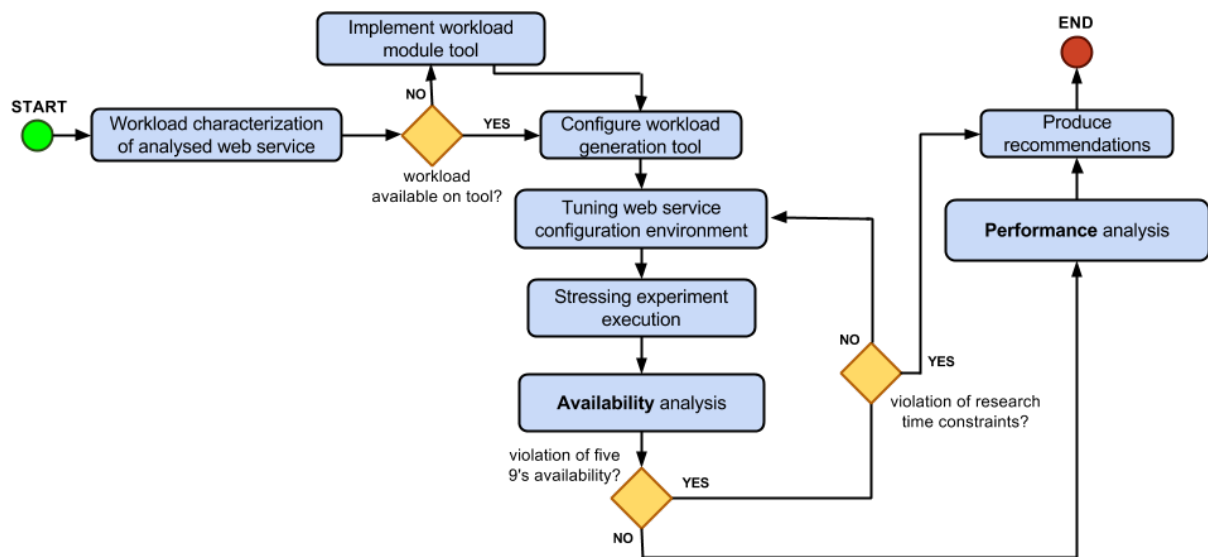 Implement workload
module tool
END
NO
START
YES
Workload characterization
of analysed web service
Configure workload
generation tool
Produce
recommendations
workload
available on tool?
Tuning web service
configuration environment
Performance analysis
Stressing experiment
execution
NO
YES
Availability analysis
violation of research
time constraints?
violation of five
9's availability?
YES
NO